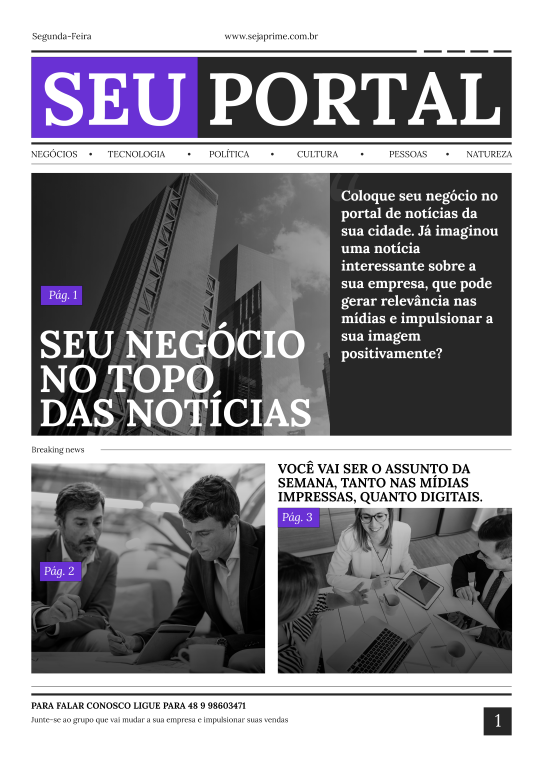 Segunda-Feira
www.sejaprime.com.br
SEU PORTAL
NEGÓCIOS • TECNOLOGIA • POLÍTICA • CULTURA • PESSOAS • NATUREZA
Coloque seu negócio no
portal de notícias da
sua cidade. Já imaginou
uma notícia
interessante sobre a
sua empresa, que pode
gerar relevância nas
mídias e impulsionar a
sua imagem
positivamente?
Pág. 1
SEU NEGÓCIO
NO TOPO
DAS NOTÍCIAS
Breaking news
Pág. 2
VOCÊ VAI SER O ASSUNTO DA
SEMANA, TANTO NAS MÍDIAS
IMPRESSAS, QUANTO DIGITAIS.
Pág. 3
PARA FALAR CONOSCO LIGUE PARA 48 9 98603471
Junte-se ao grupo que vai mudar a sua empresa e impulsionar suas vendas
1